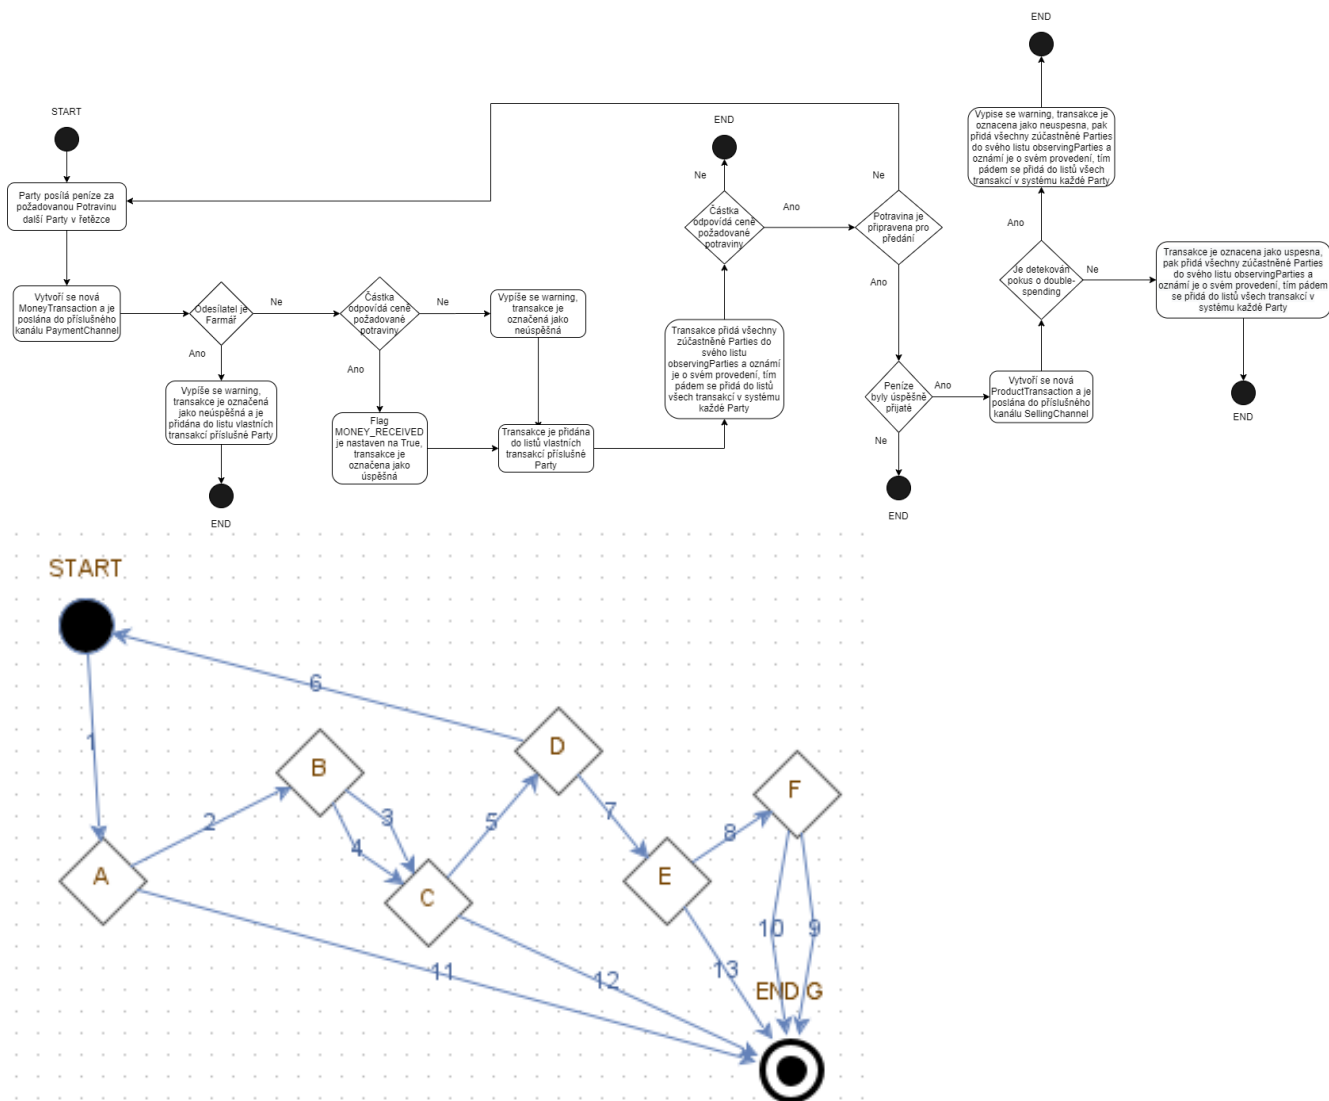 START
Party posílá peníze za
požadovanou Potravinu
další Party v řetězce
Vytvoří se nová
MoneyTransaction a je
poslána do příslušného
kanálu PaymentChannel
Odesílatel je
Farmář
Ne
Ano
Vypíše se warning,
transakce je označená
jako neúspěšná a je
přidána do listu vlastních
transakcí příslušné Party
END
Částka
odpovídá ceně
požadované
potraviny
Ne
Ano
Vypíše se warning,
transakce je
označená jako
neúspěšná
Flag
MONEY_RECEIVED
je nastaven na True,
transakce je
označena jako
úspěšná
Transakce je přidána
do listů vlastních
transakcí příslušné
Party
Transakce přidá všechny
zúčastněné Parties do
svého listu
observingParties a oznámí
je o svém provedení, tím
pádem se přidá do listů
všech transakcí v systému
každé Party
Částka
odpovídá ceně
požadované
potraviny
Ne
END
Ano
Potravina je
připravena pro
předání
Ne
Ano
Peníze
byly úspěšně
přijaté
Ano
Ne
END
Vytvoří se nová
ProductTransaction a je
poslána do příslušného
kanálu SellingChannel
Je detekován
pokus o double-
spending
Ano
Ne
Vypise se warning, transakce je
označena jako neuspesna, pak
přidá všechny zúčastněné Parties
do svého listu observingParties a
oznámí je o svém provedení, tím
pádem se přidá do listů všech
transakcí v systému každé Party
END
Transakce je označena jako uspesna,
pak přidá všechny zúčastněné Parties
do svého listu observingParties a
oznámí je o svém provedení, tím pádem
se přidá do listů všech transakcí v
systému každé Party
END
START
6
1
D
B
F
2
3
4
5
7
8
A
C
E
11
12
13
10
9
END G